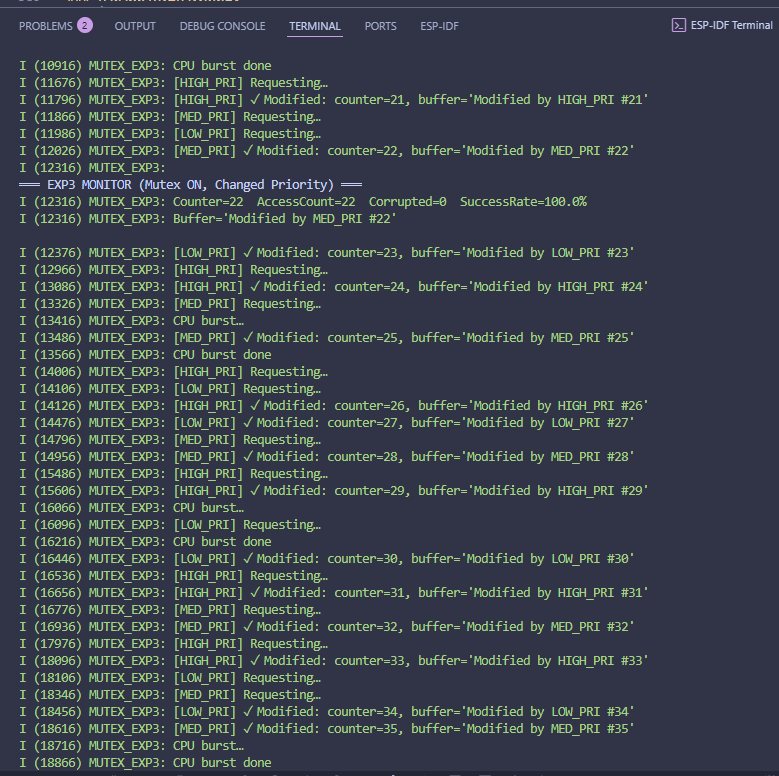 PROBLEMS 2 OUTPUT DEBUG CONSOLE TERMINAL PORTS ESP-IDF ESP-IDF Terminal
I (10916) MUTEX_EXP3: CPU burst done
I (11676) MUTEX_EXP3: [HIGH_PRI] Requesting…
I (11796) MUTEX_EXP3: [HIGH_PRI] ✓ Modified: counter=21, buffer='Modified by HIGH_PRI #21'
I (11866) MUTEX_EXP3: [MED_PRI] Requesting…
I (11986) MUTEX_EXP3: [LOW_PRI] Requesting…
I (12026) MUTEX_EXP3: [MED_PRI] ✓ Modified: counter=22, buffer='Modified by MED_PRI #22'
I (12316) MUTEX_EXP3:
═══ EXP3 MONITOR (Mutex ON, Changed Priority) ═══
I (12316) MUTEX_EXP3: Counter=22 AccessCount=22 Corrupted=0 SuccessRate=100.0%
I (12316) MUTEX_EXP3: Buffer='Modified by MED_PRI #22'
I (12376) MUTEX_EXP3: [LOW_PRI] ✓ Modified: counter=23, buffer='Modified by LOW_PRI #23'
I (12966) MUTEX_EXP3: [HIGH_PRI] Requesting…
I (13086) MUTEX_EXP3: [HIGH_PRI] ✓ Modified: counter=24, buffer='Modified by HIGH_PRI #24'
I (13326) MUTEX_EXP3: [MED_PRI] Requesting…
I (13416) MUTEX_EXP3: CPU burst…
I (13486) MUTEX_EXP3: [MED_PRI] ✓ Modified: counter=25, buffer='Modified by MED_PRI #25'
I (13566) MUTEX_EXP3: CPU burst done
I (14006) MUTEX_EXP3: [HIGH_PRI] Requesting…
I (14106) MUTEX_EXP3: [LOW_PRI] Requesting…
I (14126) MUTEX_EXP3: [HIGH_PRI] ✓ Modified: counter=26, buffer='Modified by HIGH_PRI #26'
I (14476) MUTEX_EXP3: [LOW_PRI] ✓ Modified: counter=27, buffer='Modified by LOW_PRI #27'
I (14796) MUTEX_EXP3: [MED_PRI] Requesting…
I (14956) MUTEX_EXP3: [MED_PRI] ✓ Modified: counter=28, buffer='Modified by MED_PRI #28'
I (15486) MUTEX_EXP3: [HIGH_PRI] Requesting…
I (15606) MUTEX_EXP3: [HIGH_PRI] ✓ Modified: counter=29, buffer='Modified by HIGH_PRI #29'
I (16066) MUTEX_EXP3: CPU burst…
I (16096) MUTEX_EXP3: [LOW_PRI] Requesting…
I (16216) MUTEX_EXP3: CPU burst done
I (16446) MUTEX_EXP3: [LOW_PRI] ✓ Modified: counter=30, buffer='Modified by LOW_PRI #30'
I (16536) MUTEX_EXP3: [HIGH_PRI] Requesting…
I (16656) MUTEX_EXP3: [HIGH_PRI] ✓ Modified: counter=31, buffer='Modified by HIGH_PRI #31'
I (16776) MUTEX_EXP3: [MED_PRI] Requesting…
I (16936) MUTEX_EXP3: [MED_PRI] ✓ Modified: counter=32, buffer='Modified by MED_PRI #32'
I (17976) MUTEX_EXP3: [HIGH_PRI] Requesting…
I (18096) MUTEX_EXP3: [HIGH_PRI] ✓ Modified: counter=33, buffer='Modified by HIGH_PRI #33'
I (18106) MUTEX_EXP3: [LOW_PRI] Requesting…
I (18346) MUTEX_EXP3: [MED_PRI] Requesting…
I (18456) MUTEX_EXP3: [LOW_PRI] ✓ Modified: counter=34, buffer='Modified by LOW_PRI #34'
I (18616) MUTEX_EXP3: [MED_PRI] ✓ Modified: counter=35, buffer='Modified by MED_PRI #35'
I (18716) MUTEX_EXP3: CPU burst…
I (18866) MUTEX_EXP3: CPU burst done